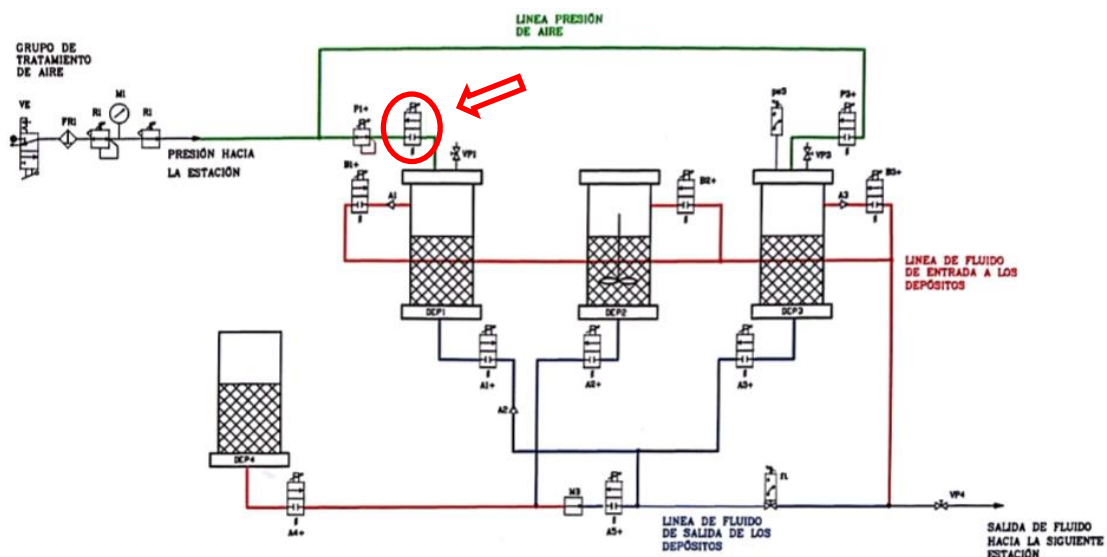 LINEA PRESIÓN
DE AIRE
GRUPO DE
TRATAMIENTO
DE AIRE
VE
M1
R1
R1
FR1
PRESIÓN HACIA
LA ESTACIÓN
P1+
VP1
P3+
VP3
B1+
A1
B2+
A3
B3+
LINEA DE FLUIDO
DE ENTRADA A LOS
DEPÓSITOS
DEP1
DEP2
DEP3
A1+
A2+
A3+
A2
DEP4
A4+
M3
A5+
FL
VP4
LINEA DE FLUIDO
DE SALIDA DE LOS
DEPÓSITOS
SALIDA DE FLUIDO
HACIA LA SIGUIENTE
ESTACIÓN